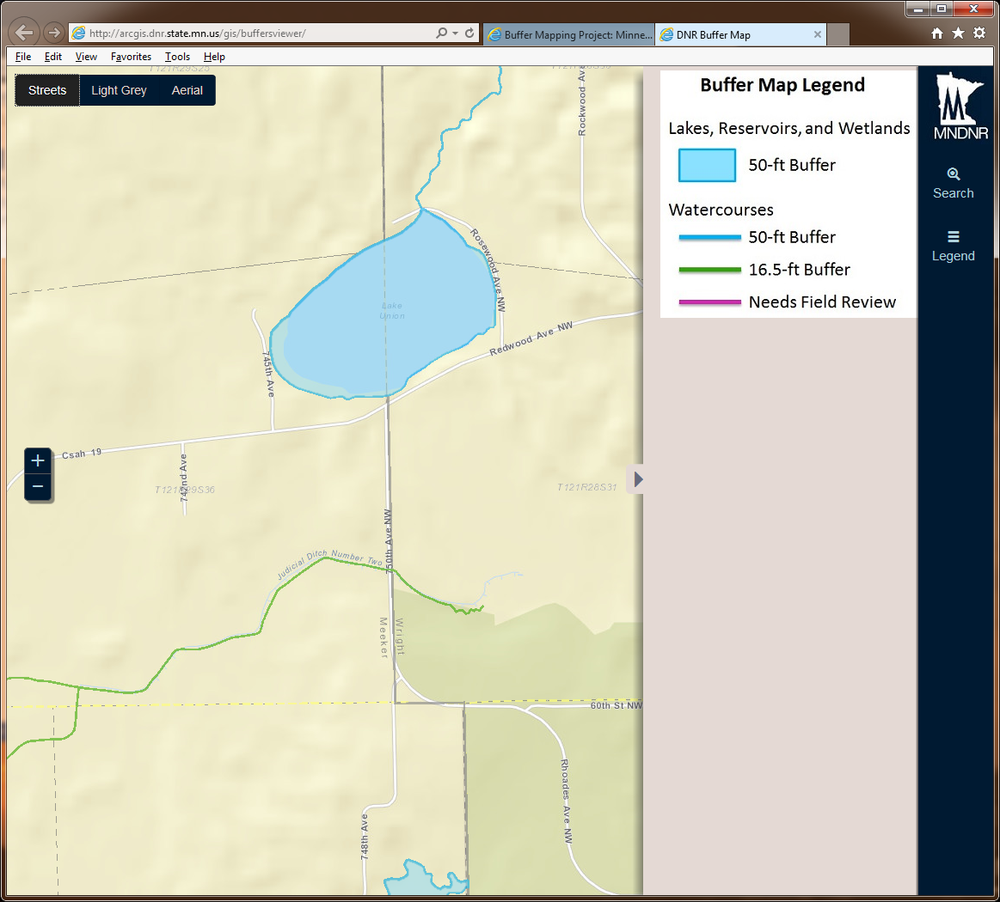 http://arcgis.dnr.state.mn.us/gis/buffersviewer/
Buffer Mapping Project: Minne...
DNR Buffer Map
File Edit View Favorites Tools Help
Streets Light Grey Aerial
Rockwood Ave
Rosewood Ave NW
Lake
Union
Redwood Ave NW
745th Ave
Csah 19
742nd Ave
T121R29S36
T121R28S31
750th Ave NW
Judicial Ditch Number Two
Meeker
Wright
60th St NW
Rhoades Ave NW
748th Ave
Buffer Map Legend
Lakes, Reservoirs, and Wetlands
50-ft Buffer
Watercourses
50-ft Buffer
16.5-ft Buffer
Needs Field Review
MNDNR
Search
Legend